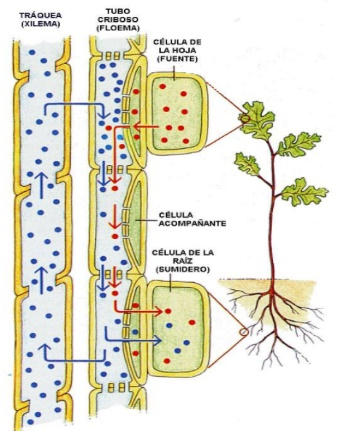 TRÁQUEA
(XILEMA)
TUBO
CRIBOSO
(FLOEMA)
CÉLULA DE
LA HOJA
(FUENTE)
CÉLULA
ACOMPAÑANTE
CÉLULA DE LA
RAÍZ
(SUMIDERO)